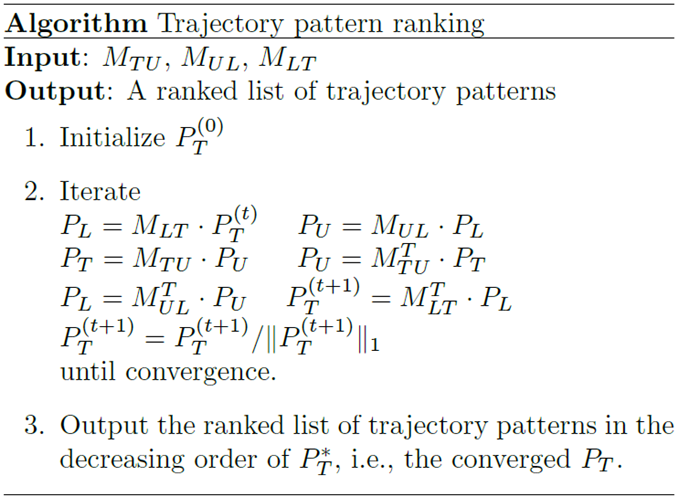 Algorithm Trajectory pattern ranking
Input: $M_{TU}$, $M_{UL}$, $M_{LT}$
Output: A ranked list of trajectory patterns
1. Initialize $P_T^{(0)}$
2. Iterate
$P_L = M_{LT} \cdot P_T^{(t)}$ $P_U = M_{UL} \cdot P_L$
$P_T = M_{TU} \cdot P_U$ $P_U = M_{TU}^T \cdot P_T$
$P_L = M_{UL}^T \cdot P_U$ $P_T^{(t+1)} = M_{LT}^T \cdot P_L$
$P_T^{(t+1)} = P_T^{(t+1)} / \|P_T^{(t+1)}\|_1$
until convergence.
3. Output the ranked list of trajectory patterns in the
decreasing order of $P_T^*$, i.e., the converged $P_T$.